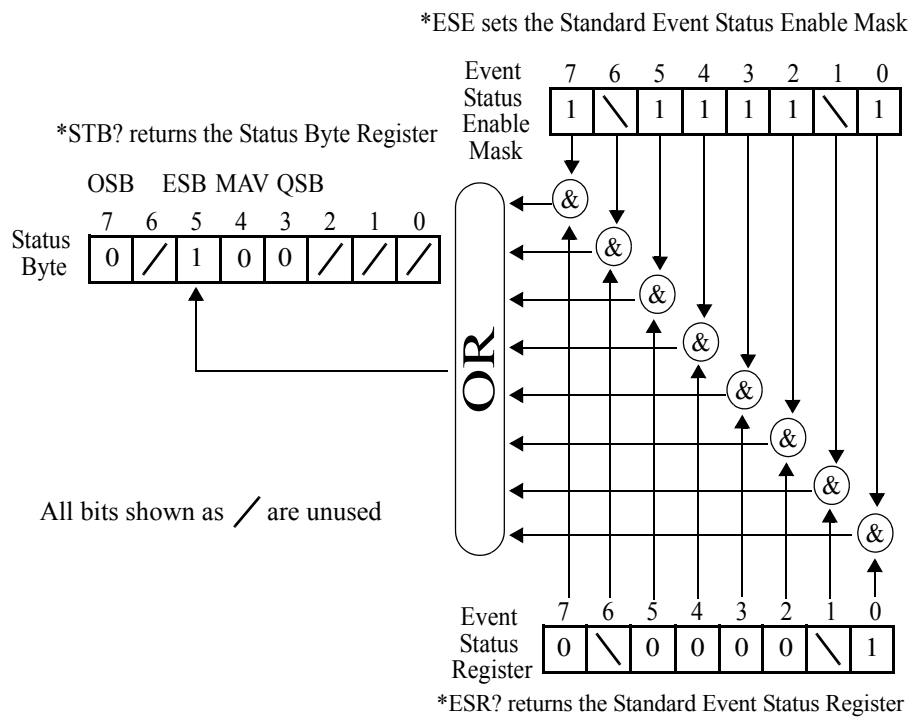 *ESE sets the Standard Event Status Enable Mask
Event
Status
Enable
Mask
7 6 5 4 3 2 1 0
1 \ 1 1 1 1 \ 1
*STB? returns the Status Byte Register
OSB ESB MAV QSB
7 6 5 4 3 2 1 0
Status
Byte
0 / 1 0 0 / / /
&
&
&
&
&
&
&
&
OR
All bits shown as / are unused
7 6 5 4 3 2 1 0
Event
Status
Register
0 \ 0 0 0 0 \ 1
*ESR? returns the Standard Event Status Register